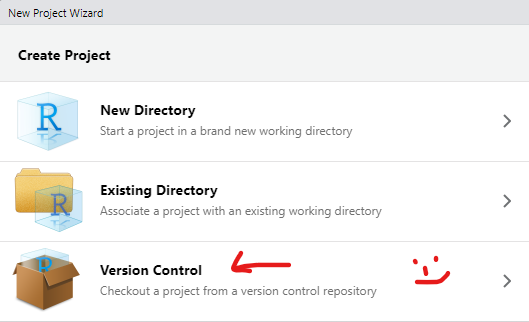 New Project Wizard
Create Project
New Directory
Start a project in a brand new working directory
Existing Directory
Associate a project with an existing working directory
Version Control
Checkout a project from a version control repository